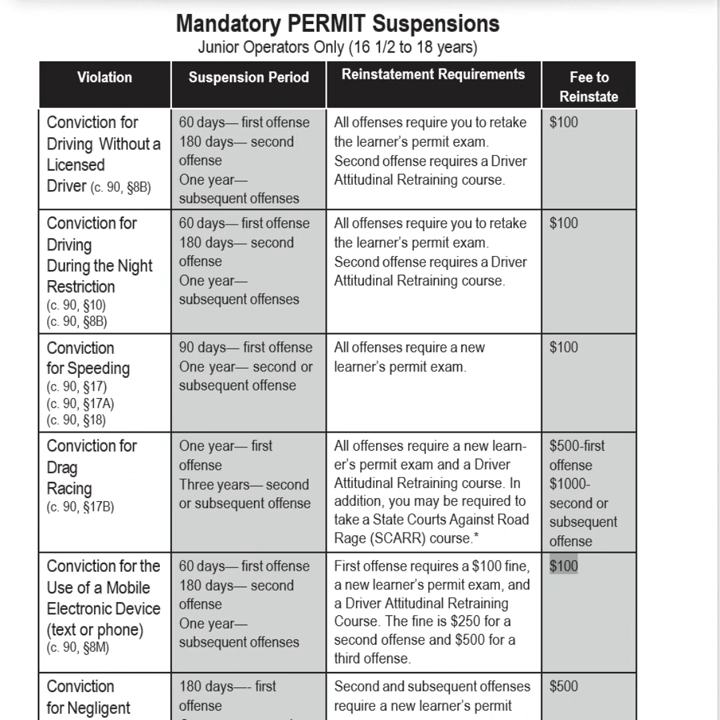 Mandatory PERMIT Suspensions
Junior Operators Only (16 1/2 to 18 years)
Violation
Suspension Period
Reinstatement Requirements
Fee to
Reinstate
Conviction for
Driving Without a
Licensed
Driver (c. 90, §8B)
60 days— first offense
180 days— second
offense
One year—
subsequent offenses
All offenses require you to retake
the learner's permit exam.
Second offense requires a Driver
Attitudinal Retraining course.
$100
Conviction for
Driving
During the Night
Restriction
(c. 90, §10)
(c. 90, §8B)
60 days— first offense
180 days— second
offense
One year—
subsequent offenses
All offenses require you to retake
the learner's permit exam.
Second offense requires a Driver
Attitudinal Retraining course.
$100
Conviction
for Speeding
(c. 90, §17)
(c. 90, §17A)
(c. 90, §18)
90 days— first offense
One year— second or
subsequent offense
All offenses require a new
learner's permit exam.
$100
Conviction for
Drag
Racing
(c. 90, §17B)
One year— first
offense
Three years— second
or subsequent offense
All offenses require a new learn-
er's permit exam and a Driver
Attitudinal Retraining course. In
addition, you may be required to
take a State Courts Against Road
Rage (SCARR) course.*
$500-first
offense
$1000-
second or
subsequent
offense
Conviction for the
Use of a Mobile
Electronic Device
(text or phone)
(c. 90, §8M)
60 days— first offense
180 days— second
offense
One year—
subsequent offenses
First offense requires a $100 fine,
a new learner's permit exam, and
a Driver Attitudinal Retraining
Course. The fine is $250 for a
second offense and $500 for a
third offense.
$100
Conviction
for Negligent
180 days—- first
offense
Second and subsequent offenses
require a new learner's permit
$500